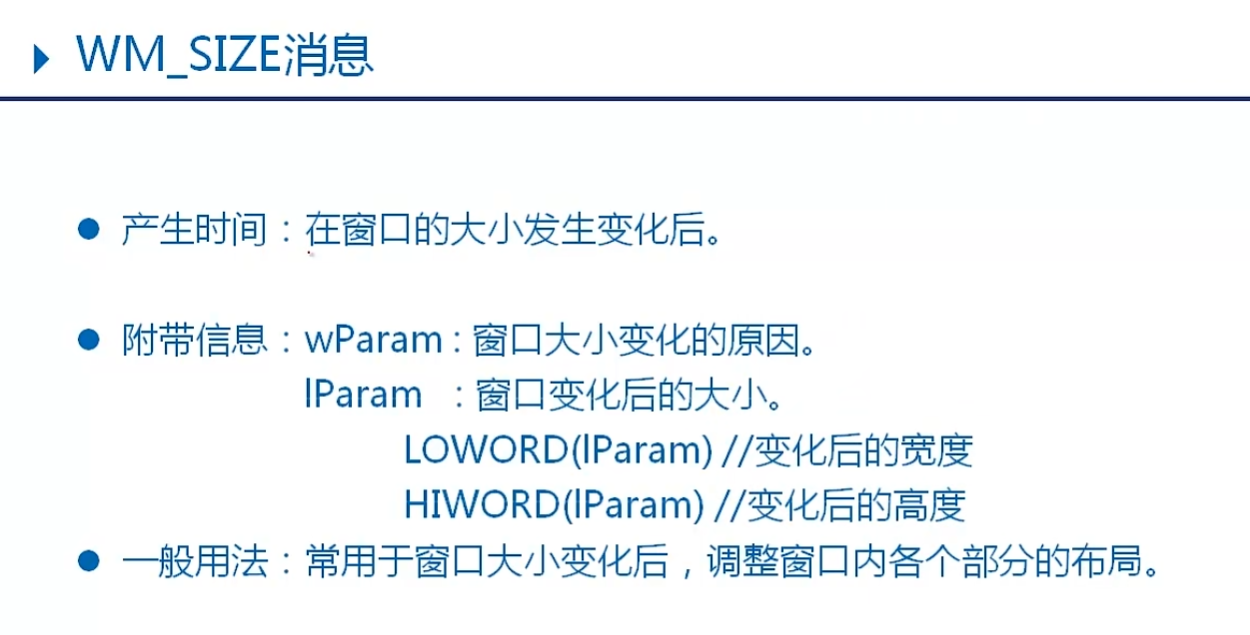 WM_SIZE消息
产生时间：在窗口的大小发生变化后。
附带信息：wParam：窗口大小变化的原因。
lParam ：窗口变化后的大小。
LOWORD(lParam) //变化后的宽度
HIWORD(lParam) //变化后的高度
一般用法：常用于窗口大小变化后，调整窗口内各个部分的布局。